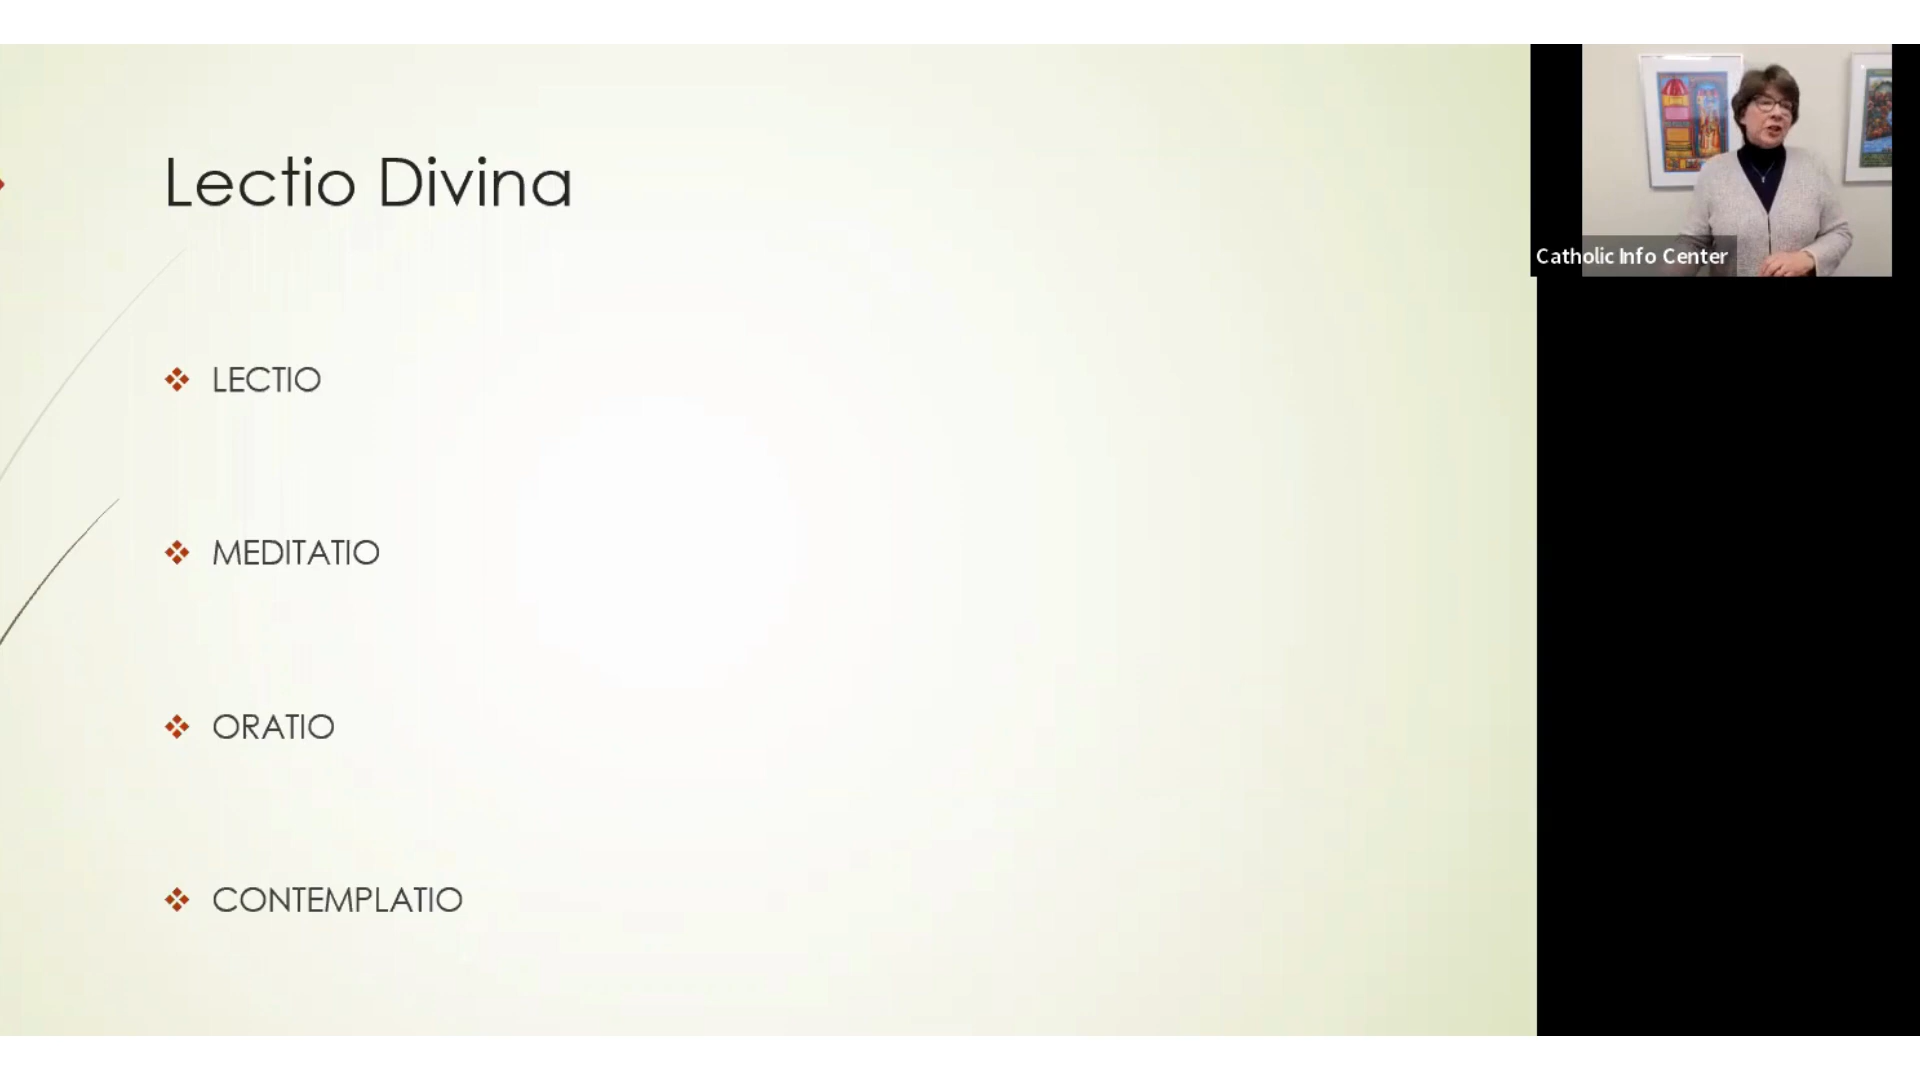 Lectio Divina
LECTIO
MEDITATIO
ORATIO
CONTEMPLATIO
Catholic Info Center